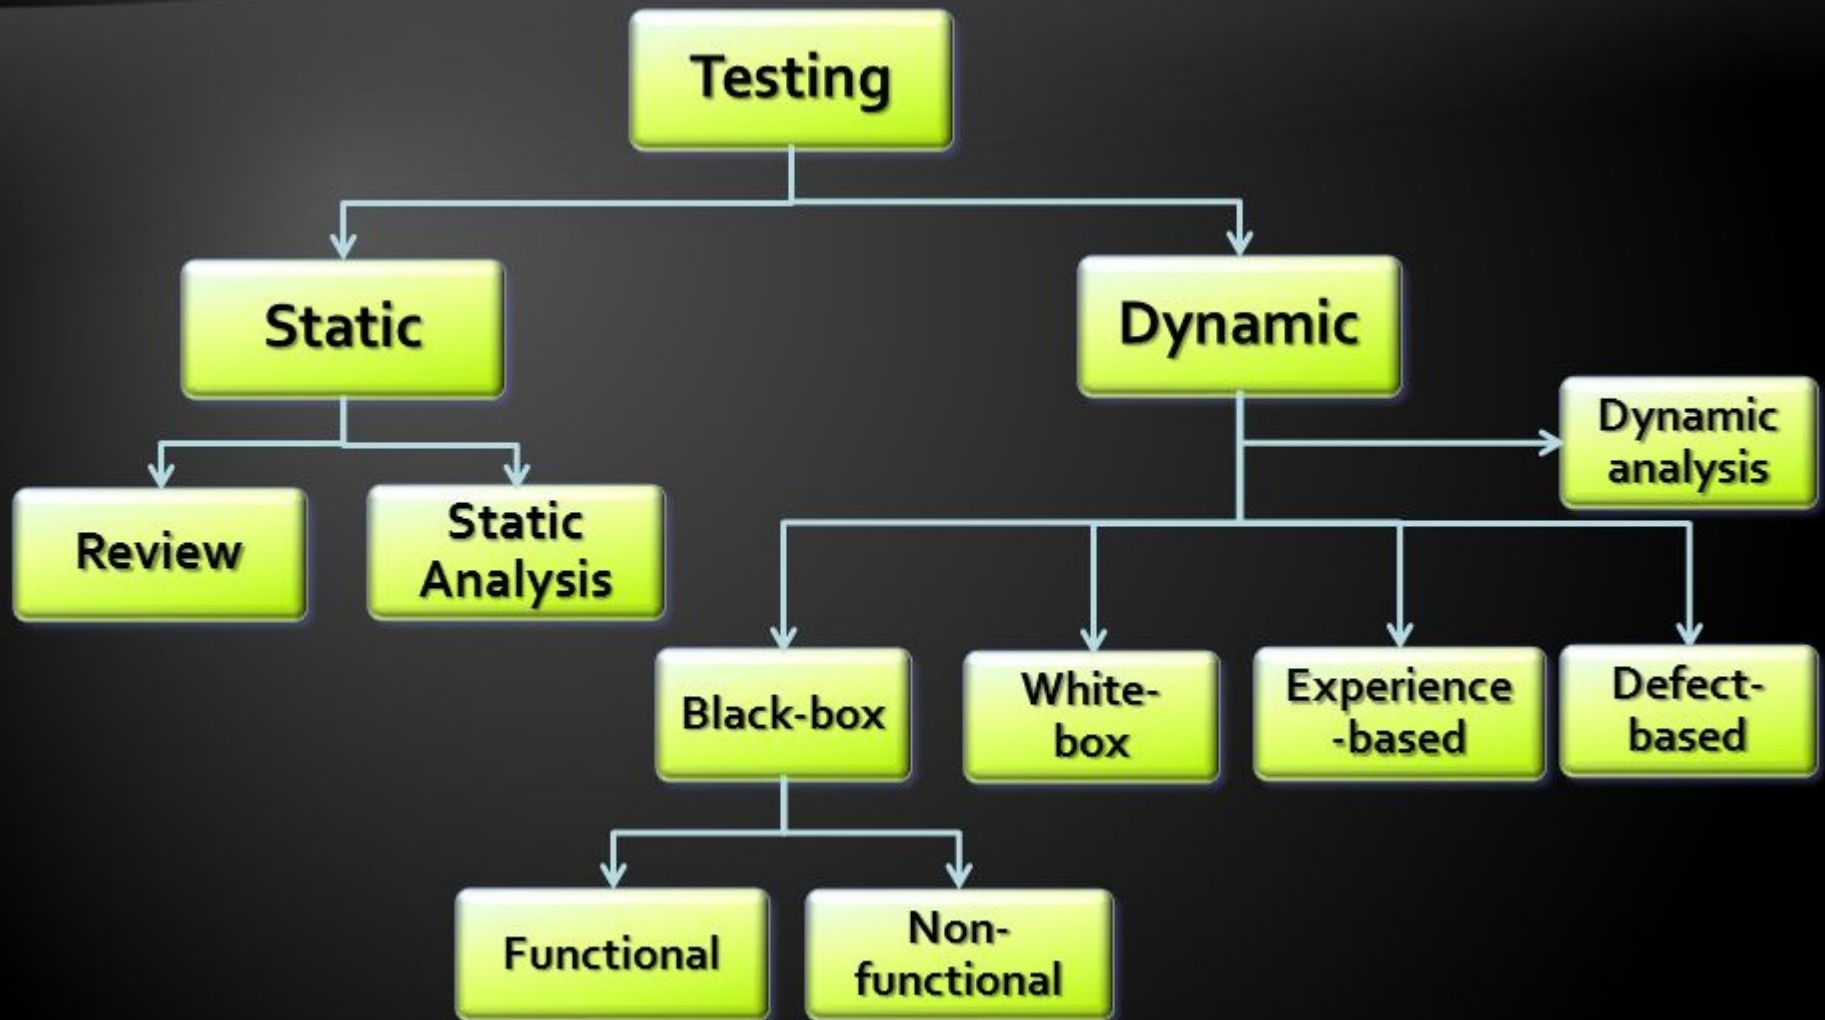 Testing
Static
Dynamic
Dynamic
analysis
Review
Static
Analysis
Black-box
White-
box
Experience
-based
Defect-
based
Functional
Non-
functional